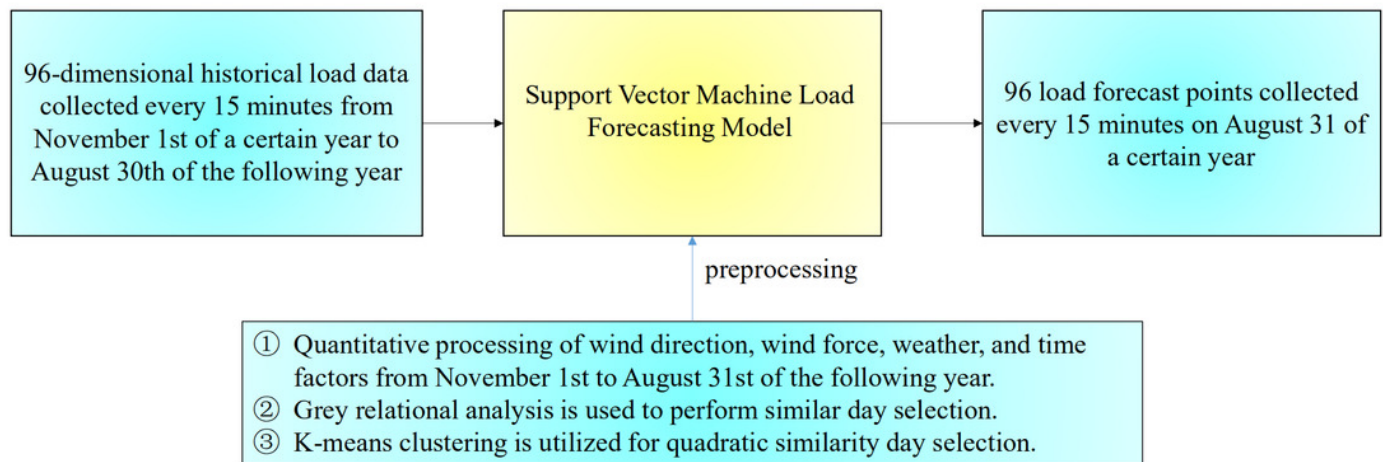 96-dimensional historical load data
collected every 15 minutes from
November 1st of a certain year to
August 30th of the following year
Support Vector Machine Load
Forecasting Model
96 load forecast points collected
every 15 minutes on August 31 of
a certain year
preprocessing
① Quantitative processing of wind direction, wind force, weather, and time
factors from November 1st to August 31st of the following year.
② Grey relational analysis is used to perform similar day selection.
③ K-means clustering is utilized for quadratic similarity day selection.